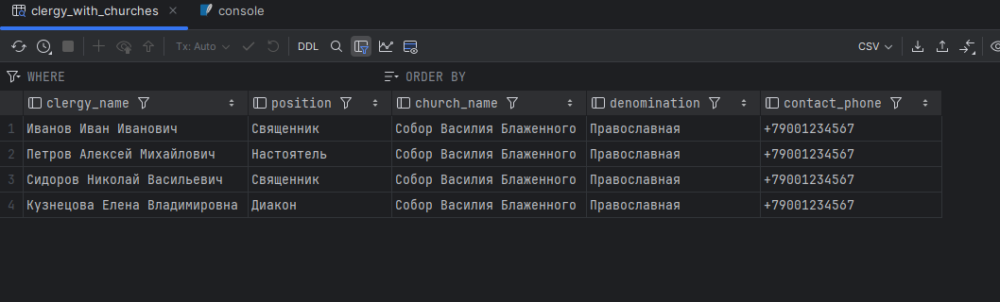 clergy_with_churches console
Tx: Auto DDL CSV
WHERE ORDER BY
clergy_name position church_name denomination contact_phone
1 Иванов Иван Иванович Священник Собор Василия Блаженного Православная +79001234567
2 Петров Алексей Михайлович Настоятель Собор Василия Блаженного Православная +79001234567
3 Сидоров Николай Васильевич Священник Собор Василия Блаженного Православная +79001234567
4 Кузнецова Елена Владимировна Диакон Собор Василия Блаженного Православная +79001234567